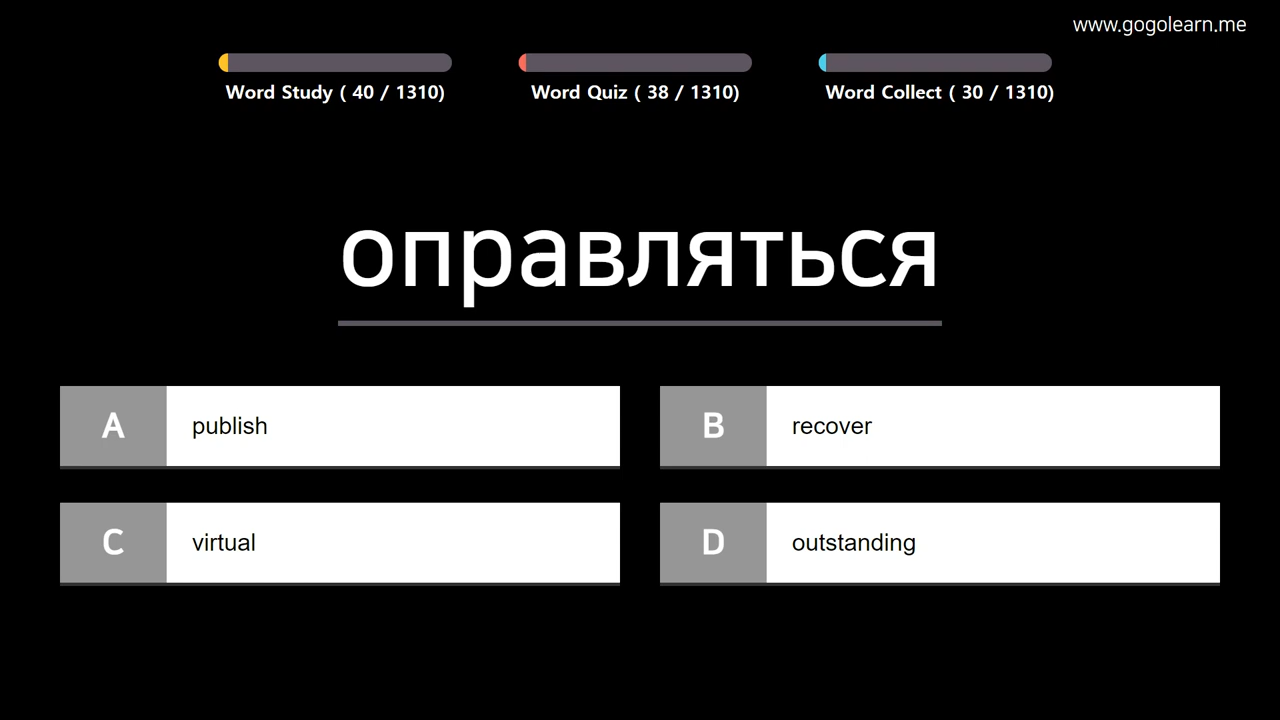 www.gogolearn.me
Word Study ( 40 / 1310)
Word Quiz ( 38 / 1310)
Word Collect ( 30 / 1310)
оправляться
A publish
B recover
C virtual
D outstanding